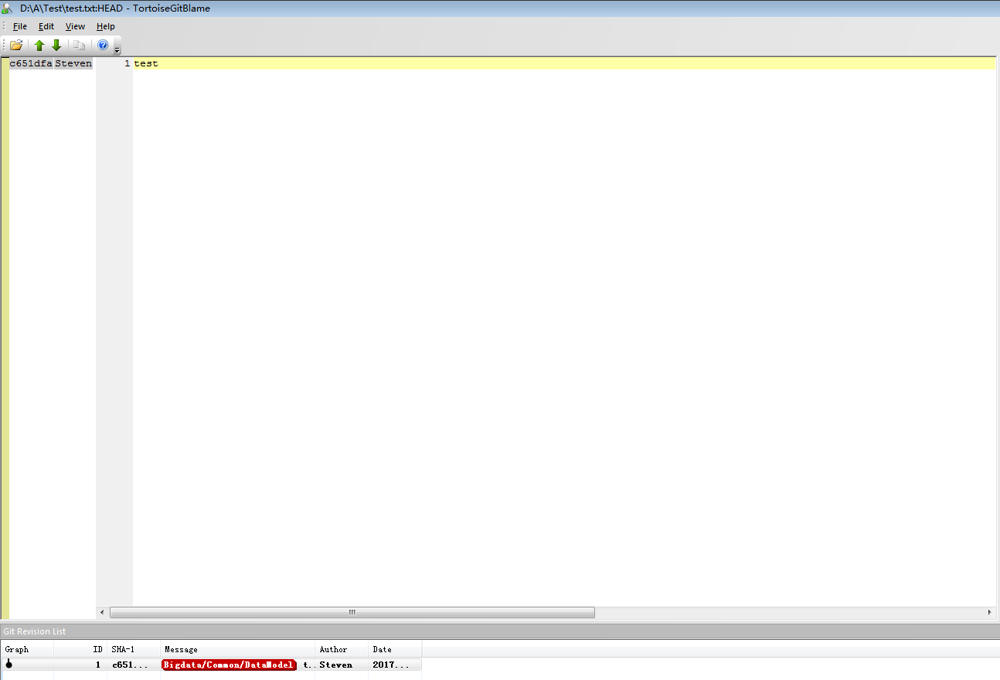 D:\A\Test\test.txt:HEAD - TortoiseGitBlame
File Edit View Help
c651dfa Steven 1 test
Git Revision List
Graph ID SHA-1 Message Author Date
1 c651... Bigdata/Common/DataModel t.. Steven 2017...